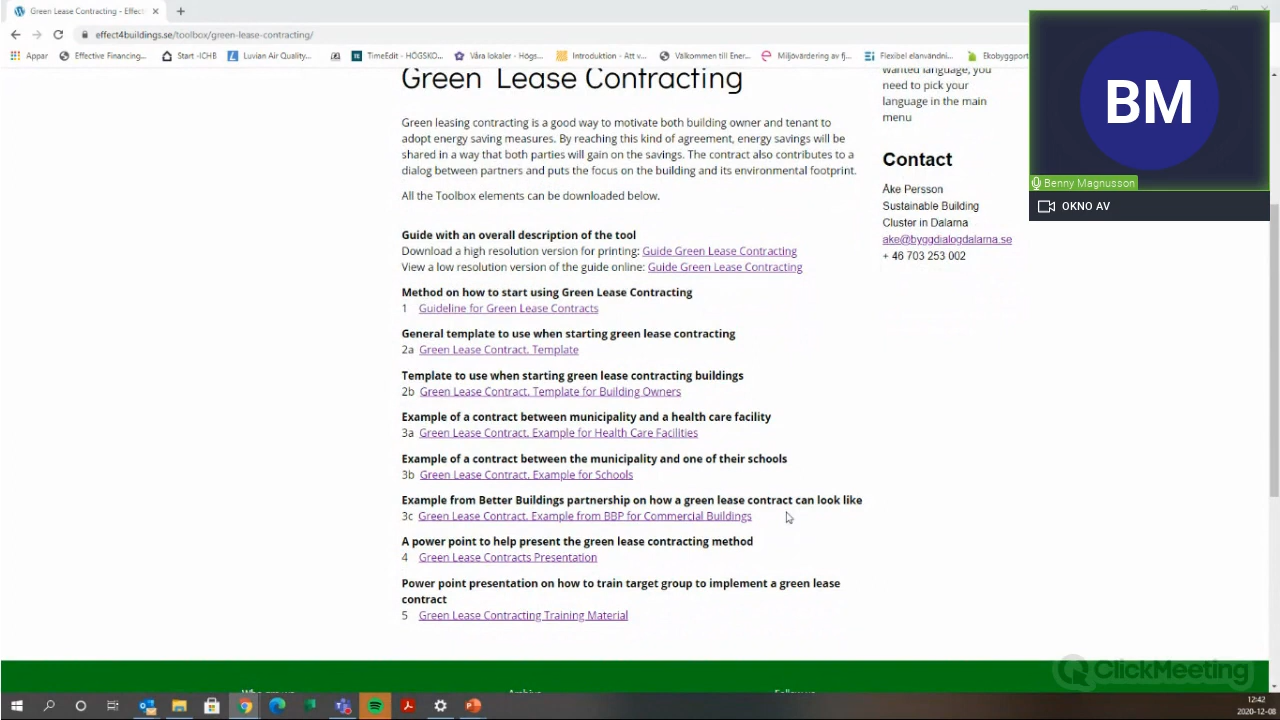 Green Lease Contracting - Effect
effect4buildings.se/toolbox/green-lease-contracting/
Appar
Effective Financing...
Start -ICHB
Luvian Air Quality...
TimeEdit - HÖGSKO...
Våra lokaler - Högs...
Introduktion - Att v...
Välkommen till Ener...
Miljövärdering av fj...
Flexibel elanvändni...
Ekobyggport
Green Lease Contracting
Green leasing contracting is a good way to motivate both building owner and tenant to
adopt energy saving measures. By reaching this kind of agreement, energy savings will be
shared in a way that both parties will gain on the savings. The contract also contributes to a
dialog between partners and puts the focus on the building and its environmental footprint.
All the Toolbox elements can be downloaded below.
Guide with an overall description of the tool
Download a high resolution version for printing: Guide Green Lease Contracting
View a low resolution version of the guide online: Guide Green Lease Contracting
Method on how to start using Green Lease Contracting
1 Guideline for Green Lease Contracts
General template to use when starting green lease contracting
2a Green Lease Contract. Template
Template to use when starting green lease contracting buildings
2b Green Lease Contract. Template for Building Owners
Example of a contract between municipality and a health care facility
3a Green Lease Contract. Example for Health Care Facilities
Example of a contract between the municipality and one of their schools
3b Green Lease Contract. Example for Schools
Example from Better Buildings partnership on how a green lease contract can look like
3c Green Lease Contract. Example from BBP for Commercial Buildings
A power point to help present the green lease contracting method
4 Green Lease Contracts Presentation
Power point presentation on how to train target group to implement a green lease
contract
5 Green Lease Contracting Training Material
wanted language, you
need to pick your
language in the main
menu
Contact
Åke Persson
Sustainable Building
Cluster in Dalarna
ake@byggdialogdalarna.se
+ 46 703 253 002
BM
Benny Magnusson
OKNO AV
ClickMeeting
12:42
2020-12-08